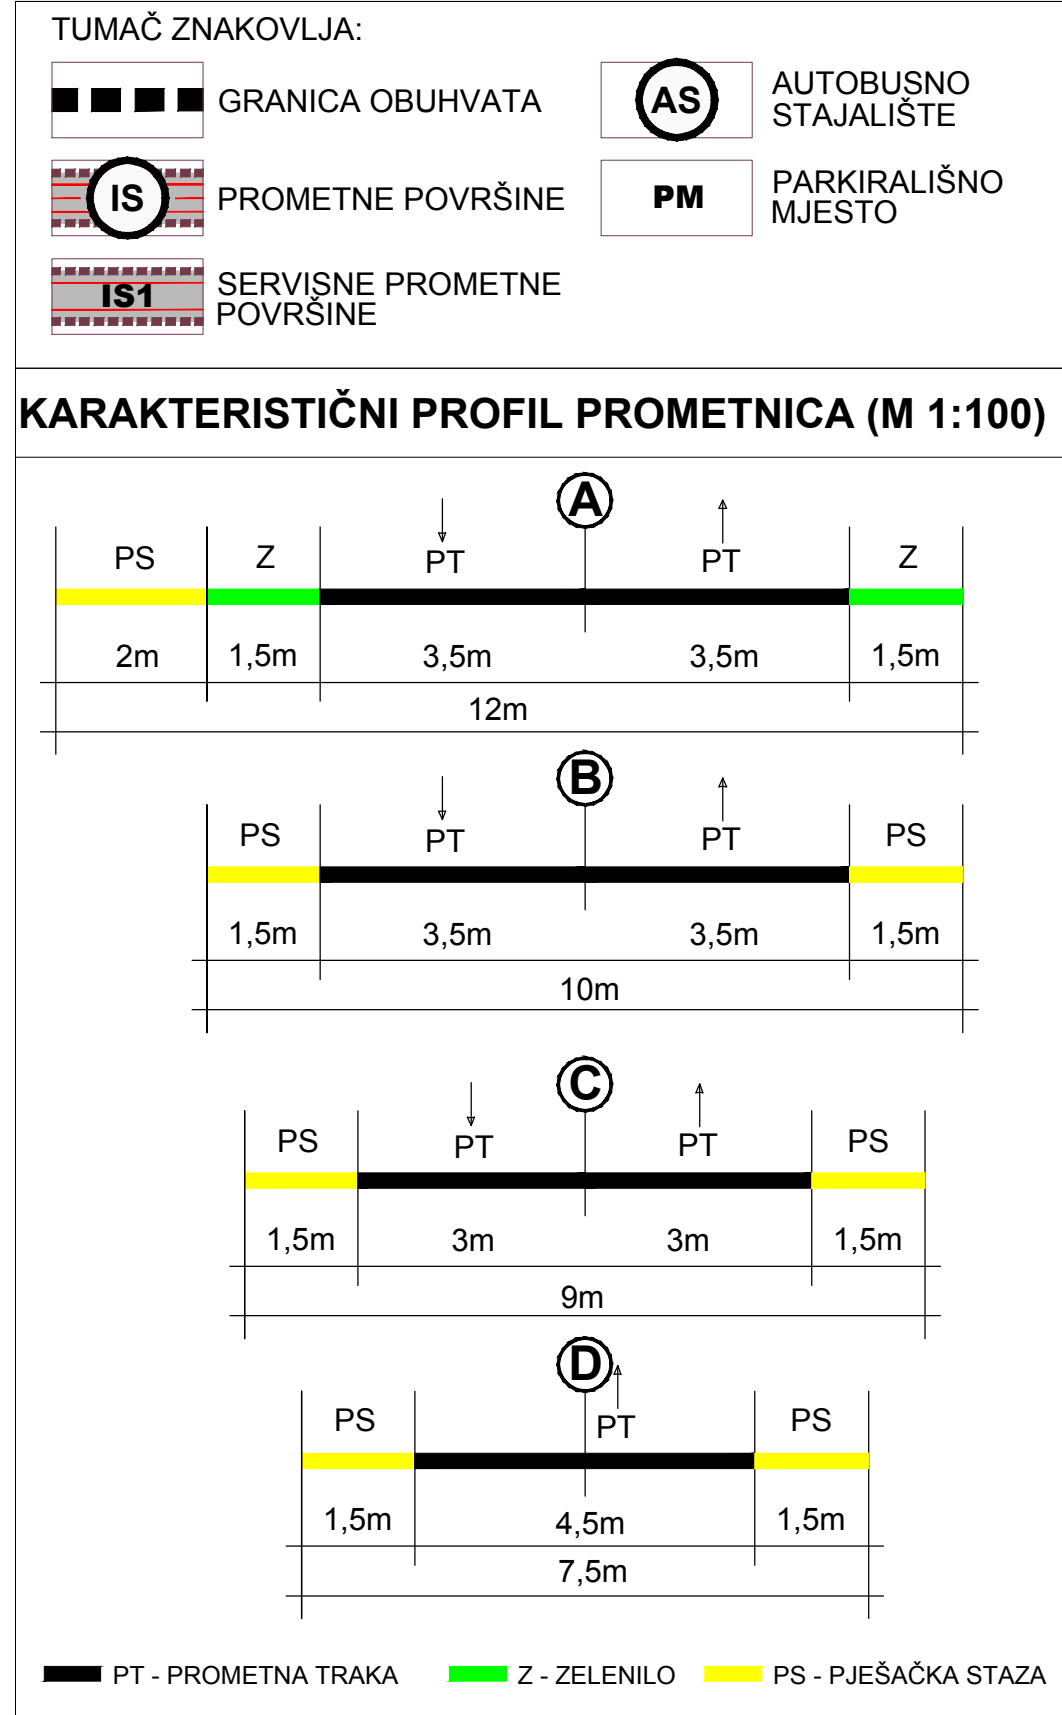 TUMAČ ZNAKOVLJA:
GRANICA OBUHVATA
AS
AUTOBUSNO
STAJALIŠTE
IS
PROMETNE POVRŠINE
PM
PARKIRALIŠNO
MJESTO
IS1
SERVISNE PROMETNE
POVRŠINE
KARAKTERISTIČNI PROFIL PROMETNICA (M 1:100)
A
PS Z PT PT Z
2m 1,5m 3,5m 3,5m 1,5m
12m
B
PS PT PT PS
1,5m 3,5m 3,5m 1,5m
10m
C
PS PT PT PS
1,5m 3m 3m 1,5m
9m
D
PS PT PS
1,5m 4,5m 1,5m
7,5m
PT - PROMETNA TRAKA Z - ZELENILO PS - PJEŠAČKA STAZA